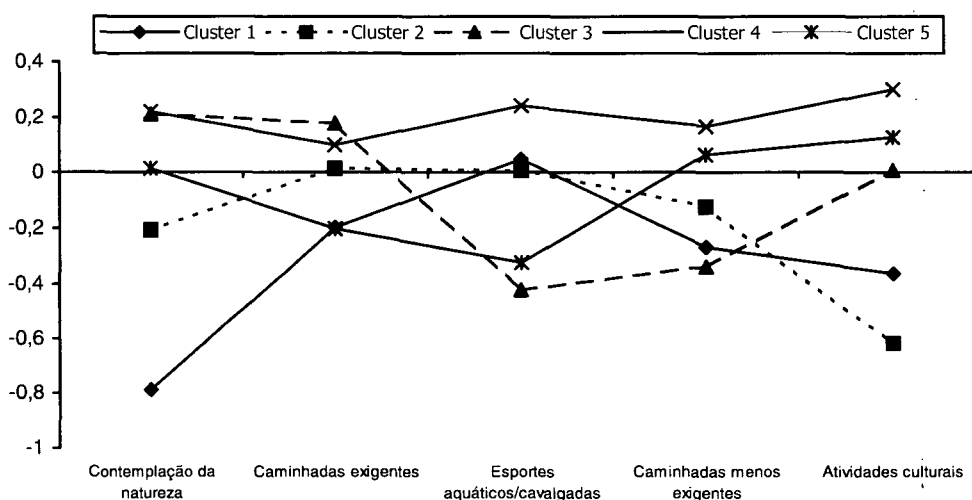 Cluster 1 Cluster 2 Cluster 3 Cluster 4 Cluster 5
0,4
0,2
0
-0,2
-0,4
-0,6
-0,8
-1
Contemplação da
natureza
Caminhadas exigentes
Esportes
aquáticos/cavalgadas
Caminhadas menos
exigentes
Atividades culturais